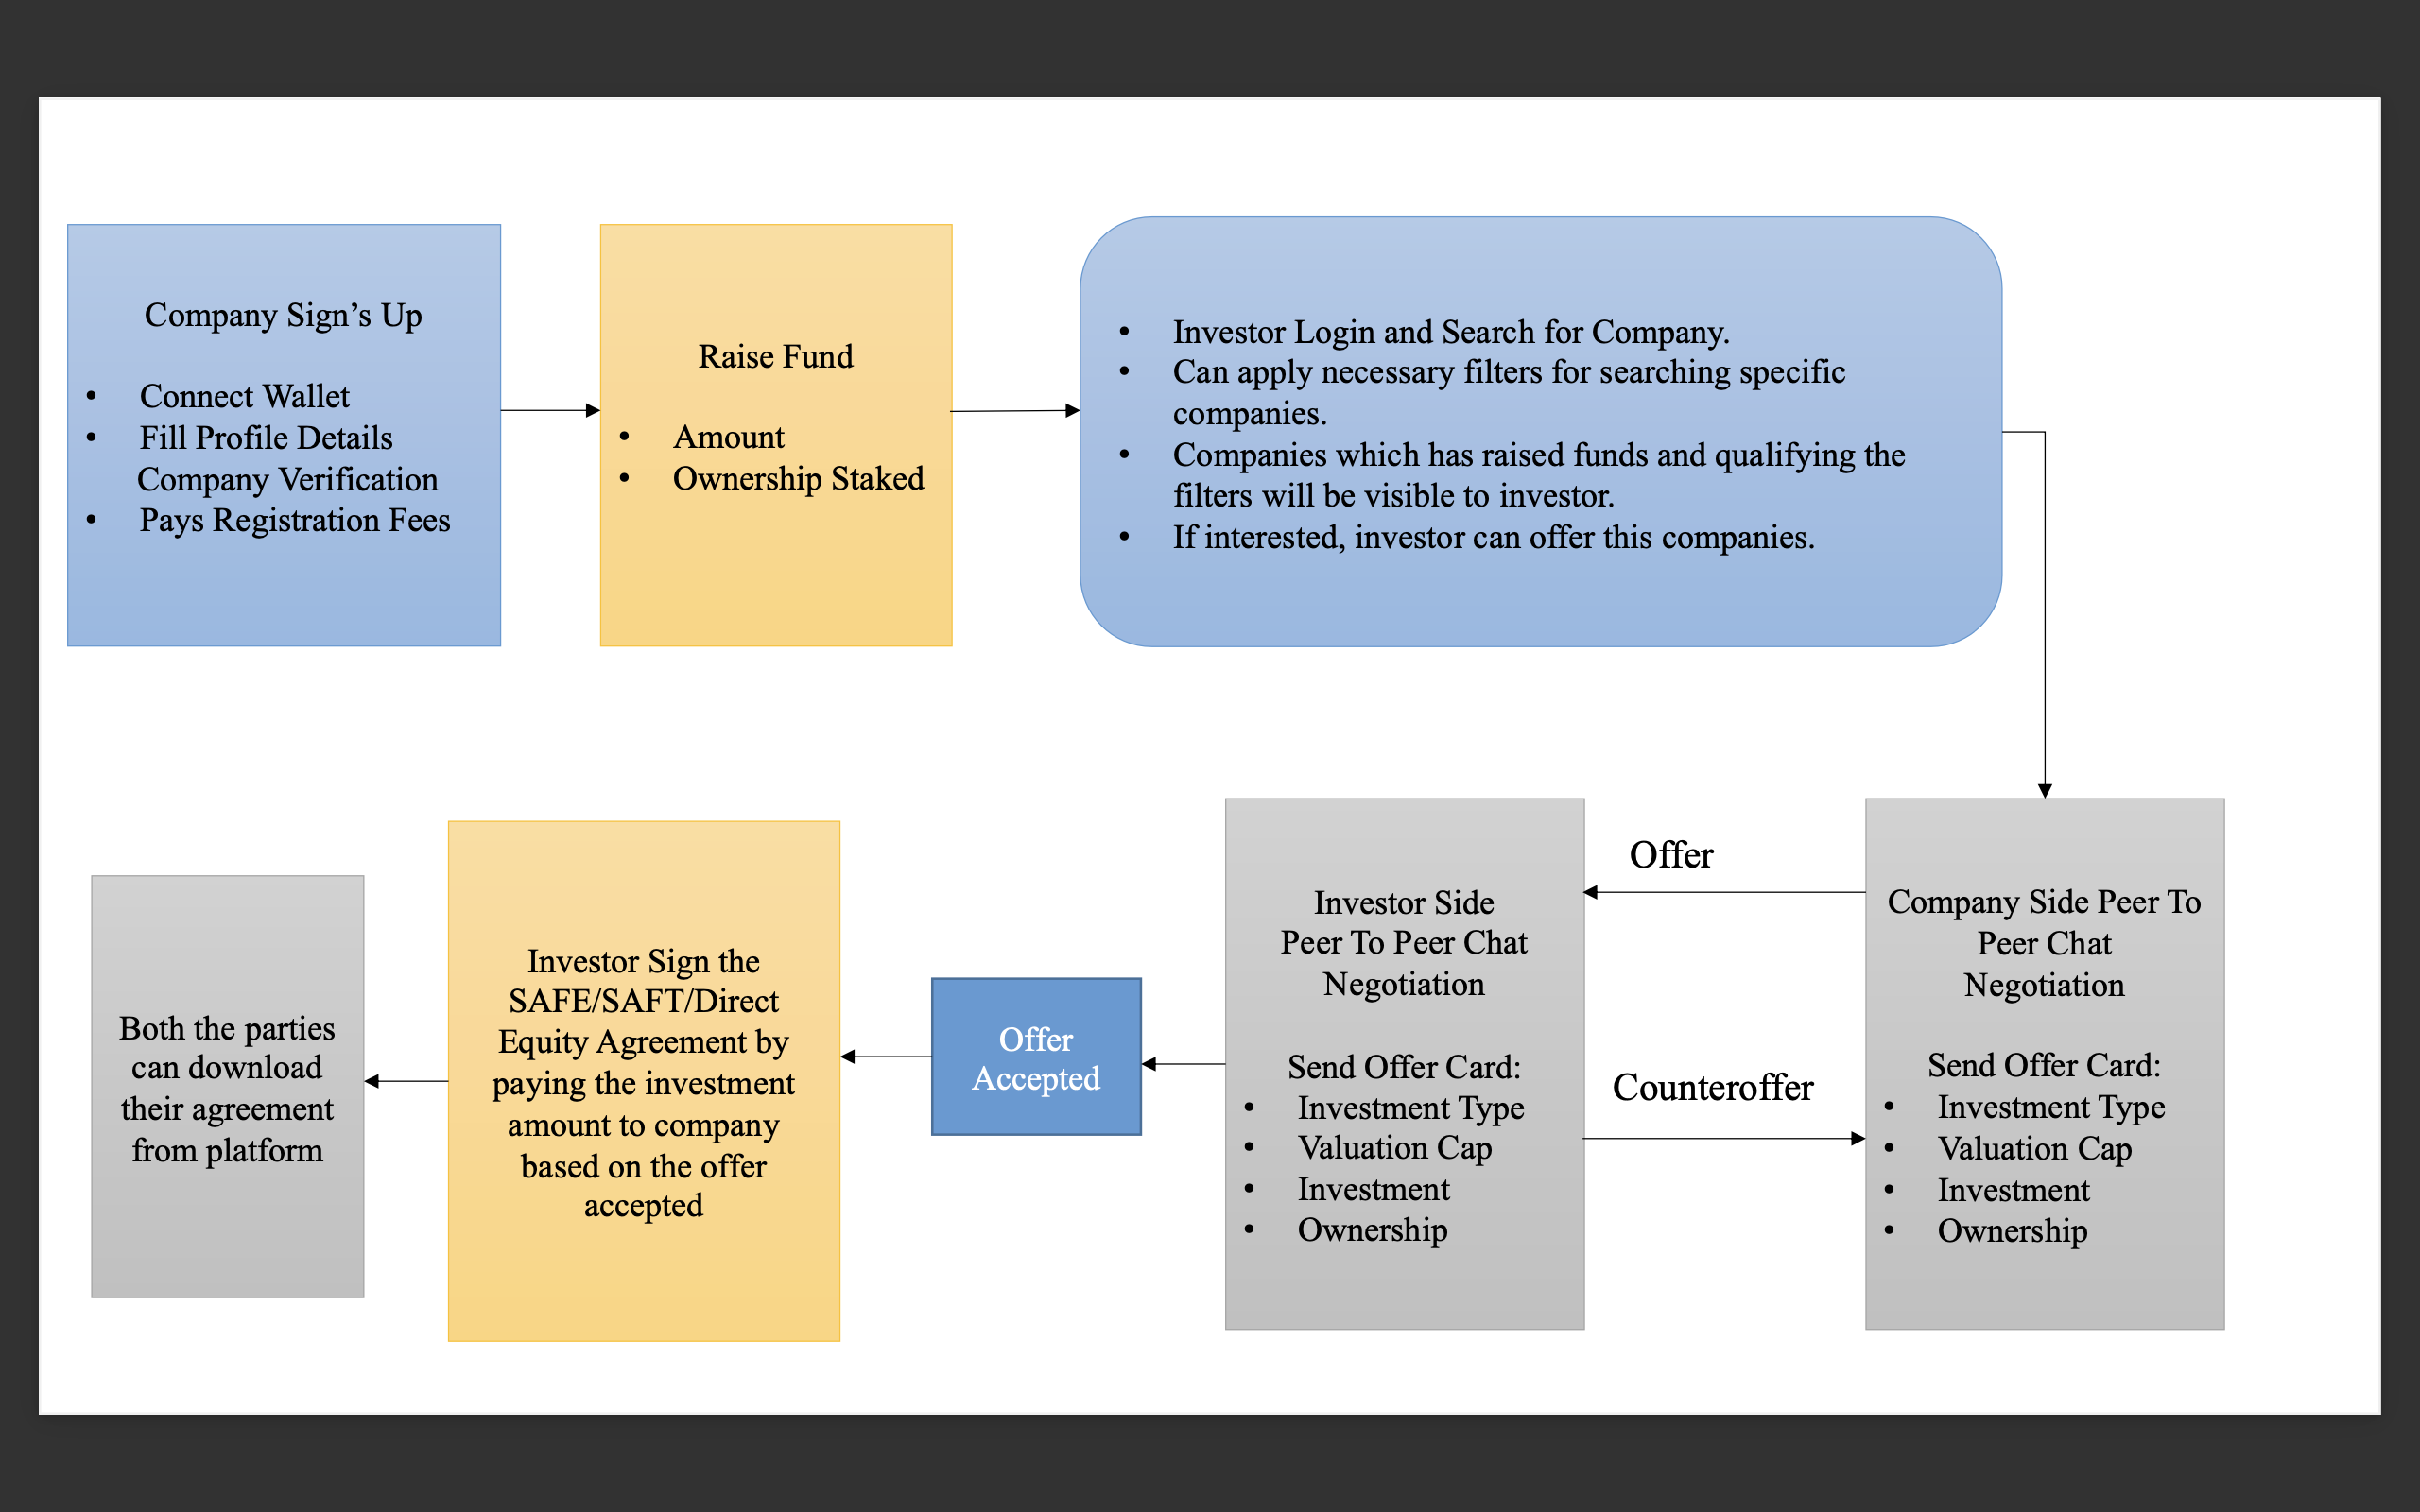 Company Sign’s Up
• Connect Wallet
• Fill Profile Details
Company Verification
• Pays Registration Fees
Raise Fund
• Amount
• Ownership Staked
• Investor Login and Search for Company.
• Can apply necessary filters for searching specific
companies.
• Companies which has raised funds and qualifying the
filters will be visible to investor.
• If interested, investor can offer this companies.
Company Side Peer To
Peer Chat
Negotiation
Send Offer Card:
• Investment Type
• Valuation Cap
• Investment
• Ownership
Offer
Counteroffer
Investor Side
Peer To Peer Chat
Negotiation
Send Offer Card:
• Investment Type
• Valuation Cap
• Investment
• Ownership
Offer
Accepted
Investor Sign the
SAFE/SAFT/Direct
Equity Agreement by
paying the investment
amount to company
based on the offer
accepted
Both the parties
can download
their agreement
from platform